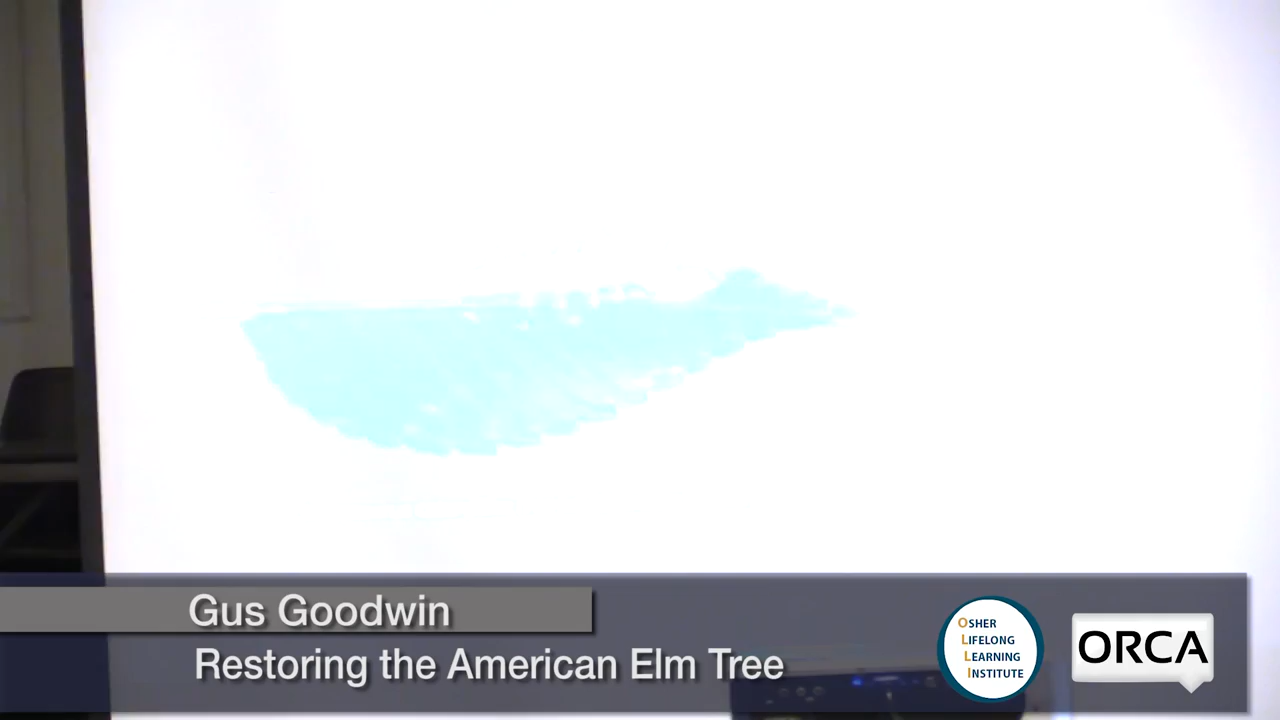 Gus Goodwin
Restoring the American Elm Tree
OSHER
LIFELONG
LEARNING
INSTITUTE
ORCA